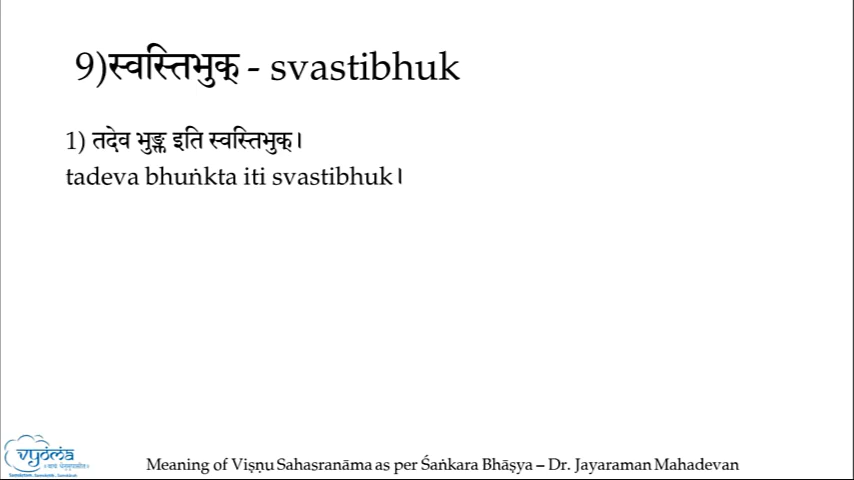 9)स्वस्तिभुक् - svastibhuk
1) तदेव भुङ्क्त इति स्वस्तिभुक्।
tadeva bhuṅkta iti svastibhuk।
vyoma
Meaning of Viṣṇu Sahasranāma as per Śaṅkara Bhāṣya – Dr. Jayaraman Mahadevan